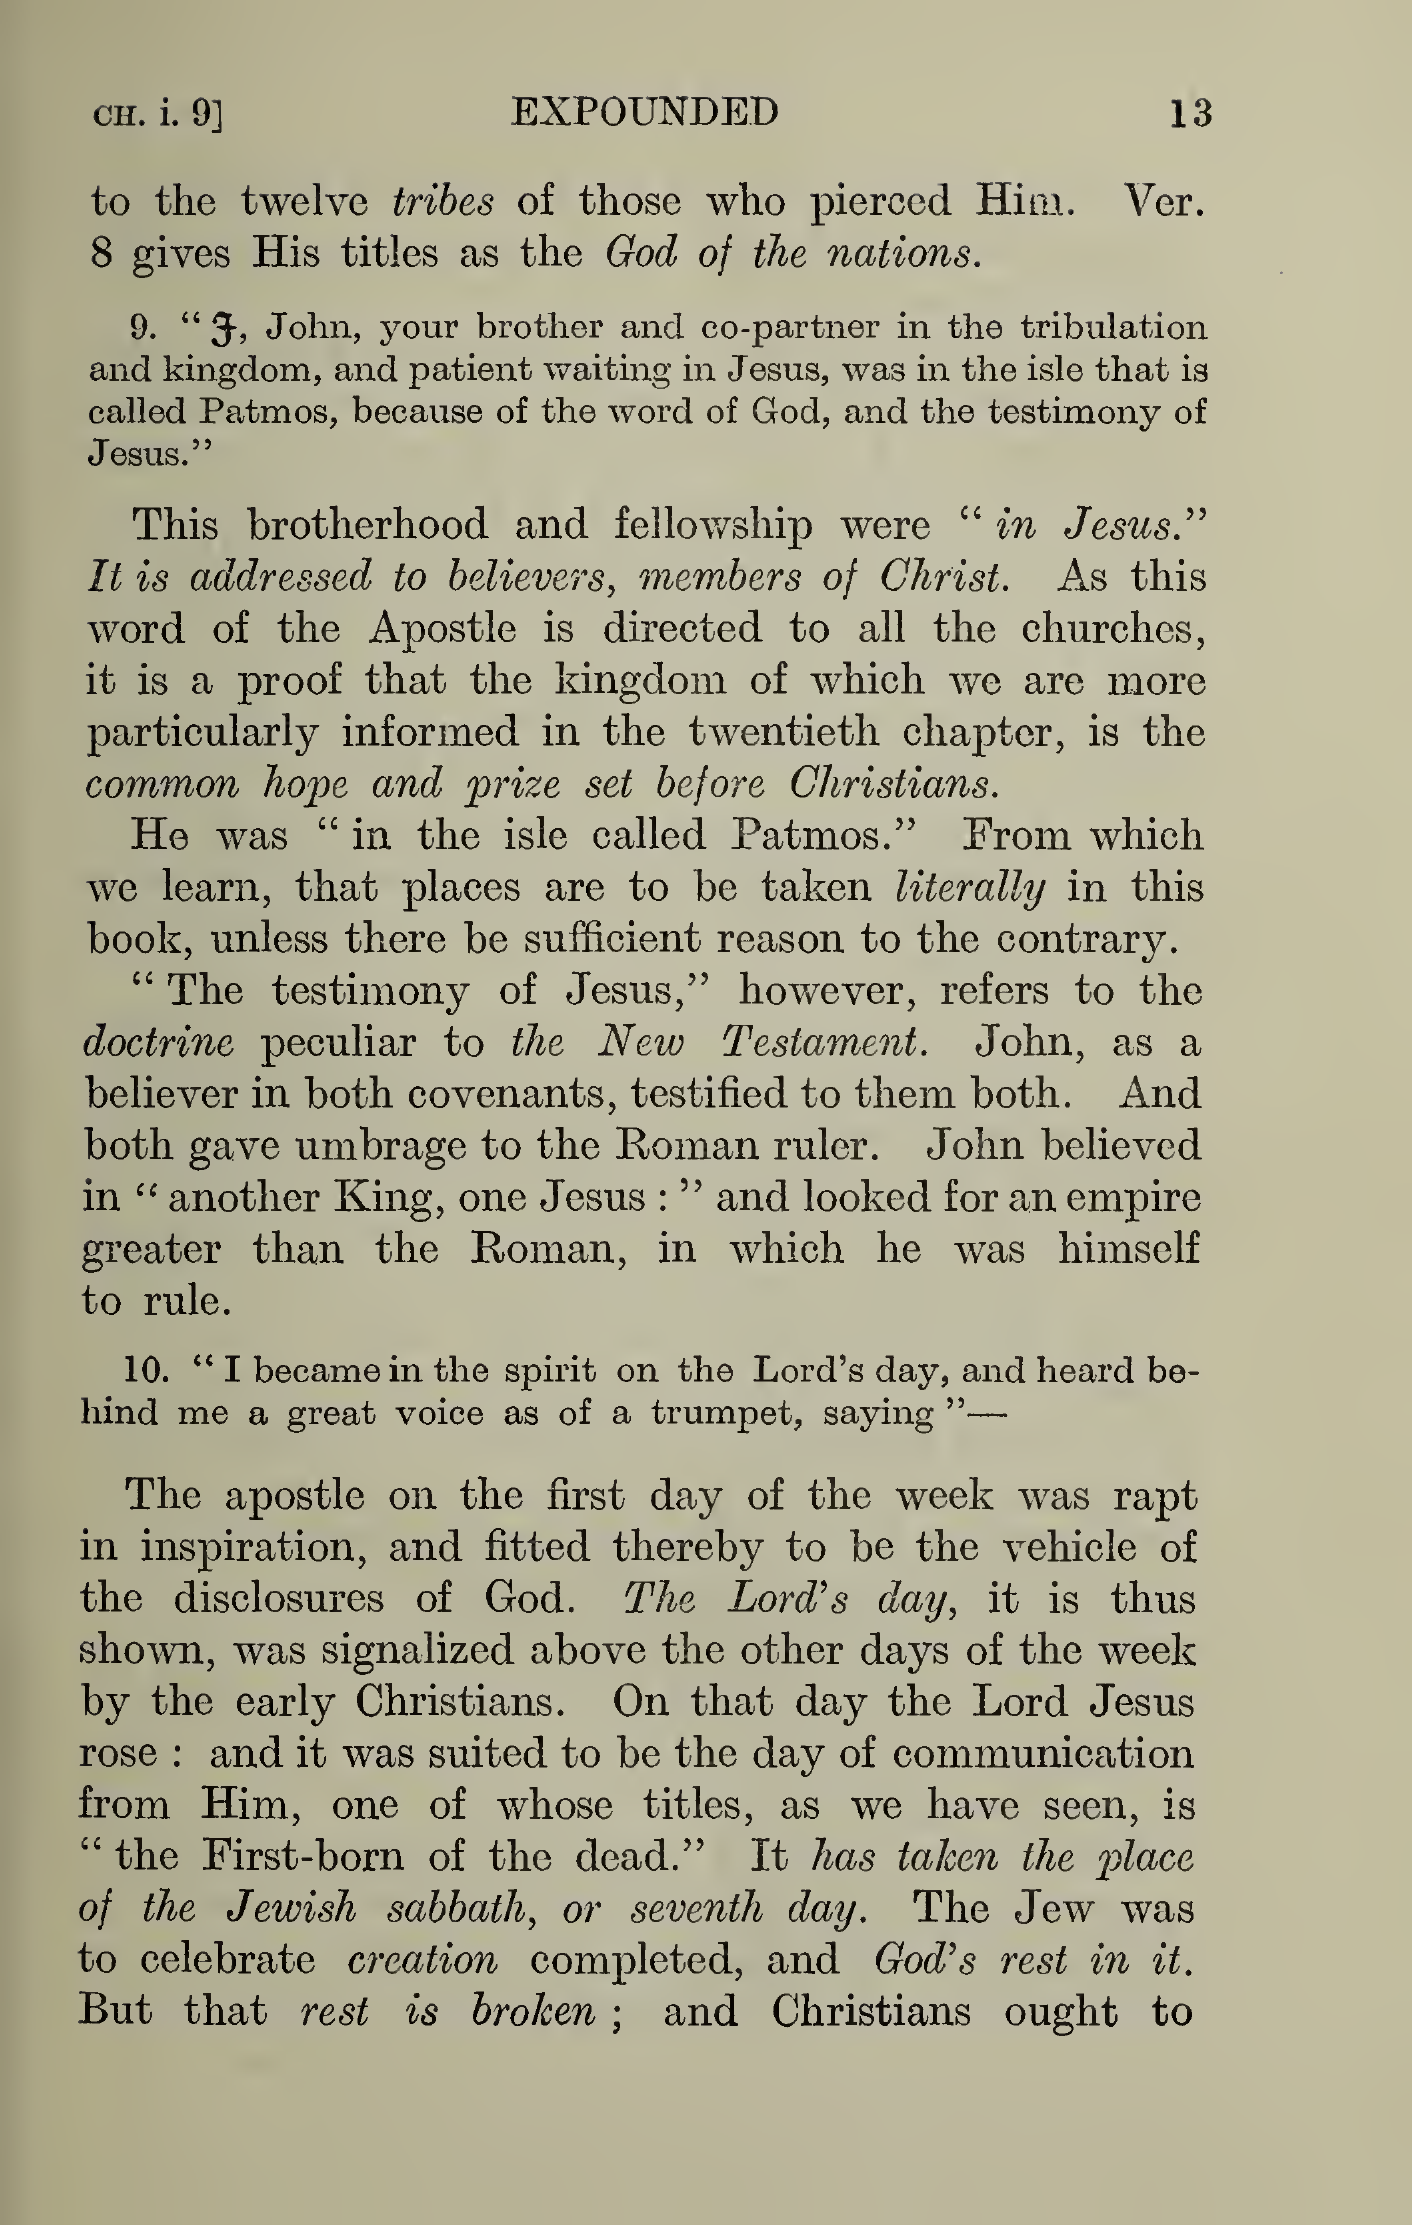 CH. i. 9] EXPOUNDED 13
to the twelve tribes of those who pierced Him. Ver.
8 gives His titles as the God of the nations.
9. “ I, John, your brother and co-partner in the tribulation
and kingdom, and patient waiting in Jesus, was in the isle that is
called Patmos, because of the word of God, and the testimony of
Jesus.”
This brotherhood and fellowship were “ in Jesus.”
It is addressed to believers, members of Christ. As this
word of the Apostle is directed to all the churches,
it is a proof that the kingdom of which we are more
particularly informed in the twentieth chapter, is the
common hope and prize set before Christians.
He was “ in the isle called Patmos.” From which
we learn, that places are to be taken literally in this
book, unless there be sufficient reason to the contrary.
“ The testimony of Jesus,” however, refers to the
doctrine peculiar to the New Testament. John, as a
believer in both covenants, testified to them both. And
both gave umbrage to the Roman ruler. John believed
in “ another King, one Jesus : ” and looked for an empire
greater than the Roman, in which he was himself
to rule.
10. “ I became in the spirit on the Lord’s day, and heard be-
hind me a great voice as of a trumpet, saying ”—
The apostle on the first day of the week was rapt
in inspiration, and fitted thereby to be the vehicle of
the disclosures of God. The Lord’s day, it is thus
shown, was signalized above the other days of the week
by the early Christians. On that day the Lord Jesus
rose : and it was suited to be the day of communication
from Him, one of whose titles, as we have seen, is
“ the First-born of the dead.” It has taken the place
of the Jewish sabbath, or seventh day. The Jew was
to celebrate creation completed, and God’s rest in it.
But that rest is broken ; and Christians ought to